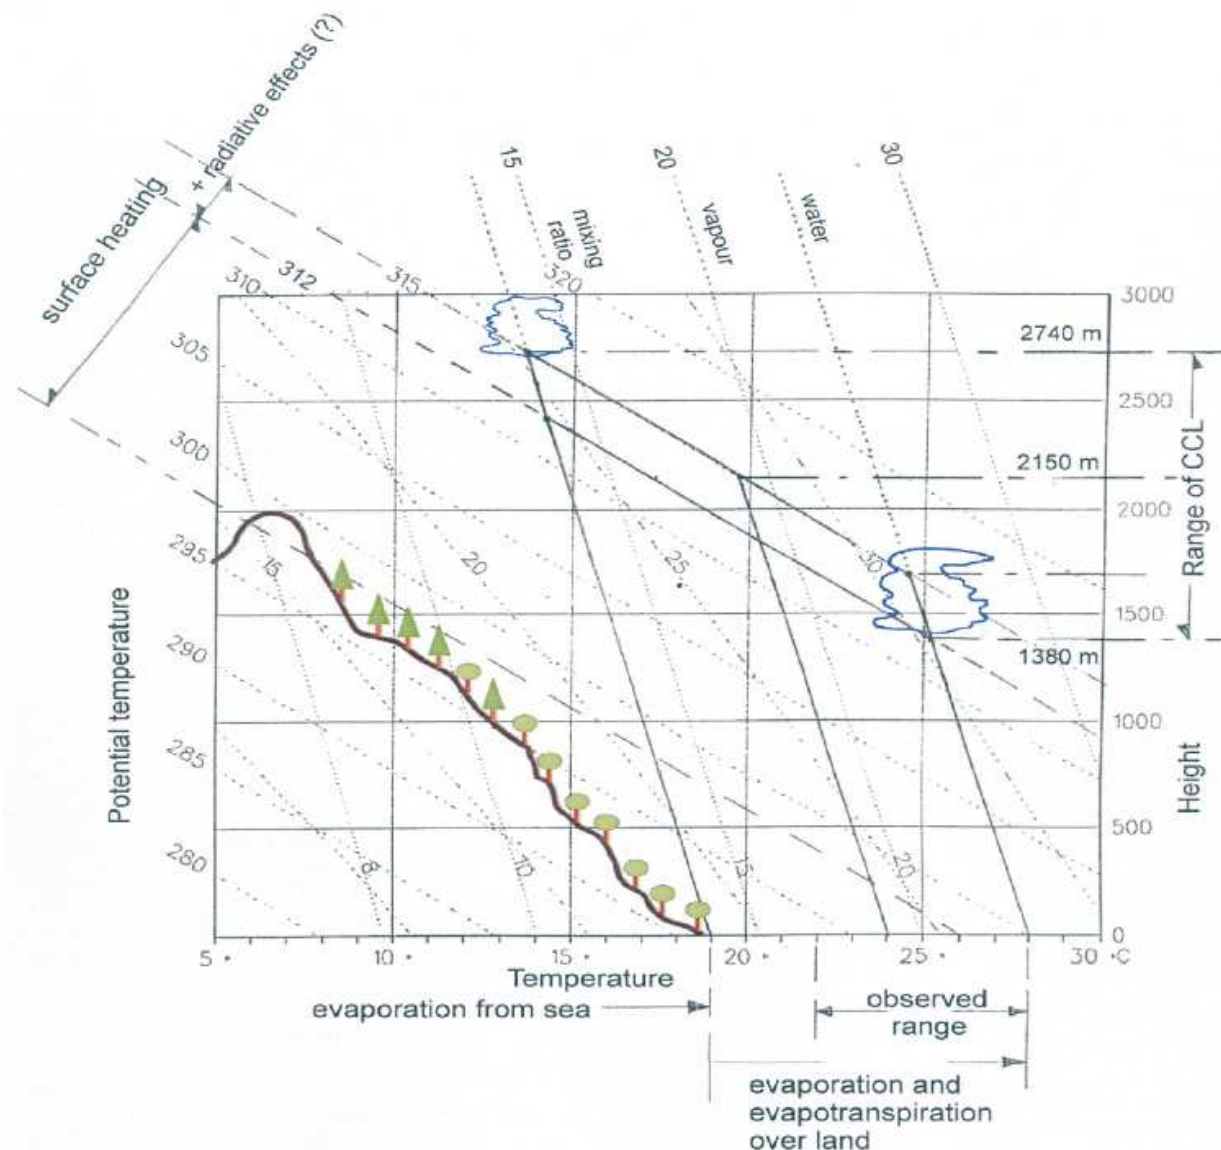 + radiative effects (?)
surface heating
15
20
30
mixing
ratio
vapour
water
310
312
315
320
3000
305
2740 m
2500
300
2150 m
2000
Range of CCL
295
15
20
25
30
1500
1380 m
290
Potential temperature
1000
Height
285
500
280
8
10
15
20
0
5
10
15
20
25
30 °C
Temperature
evaporation from sea
observed
range
evaporation and
evapotranspiration
over land